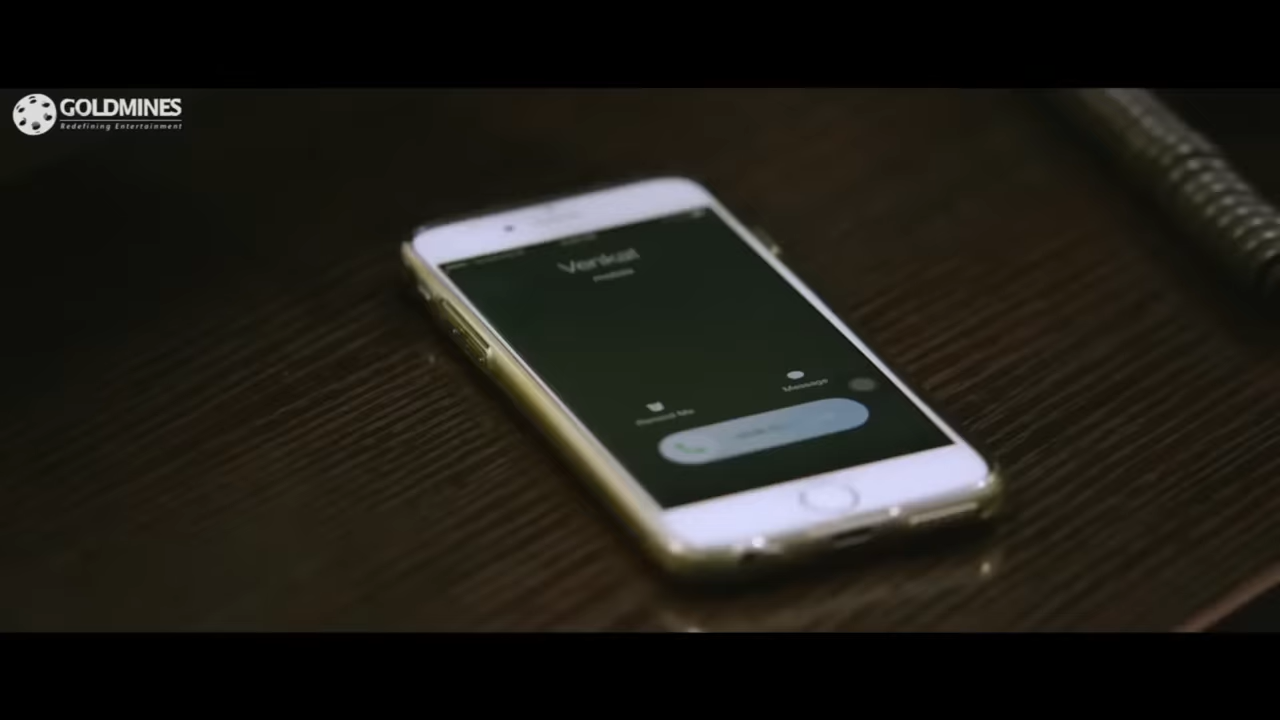 GOLDMINES
Redefining Entertainment
Venkat
mobile
Message
Remind Me